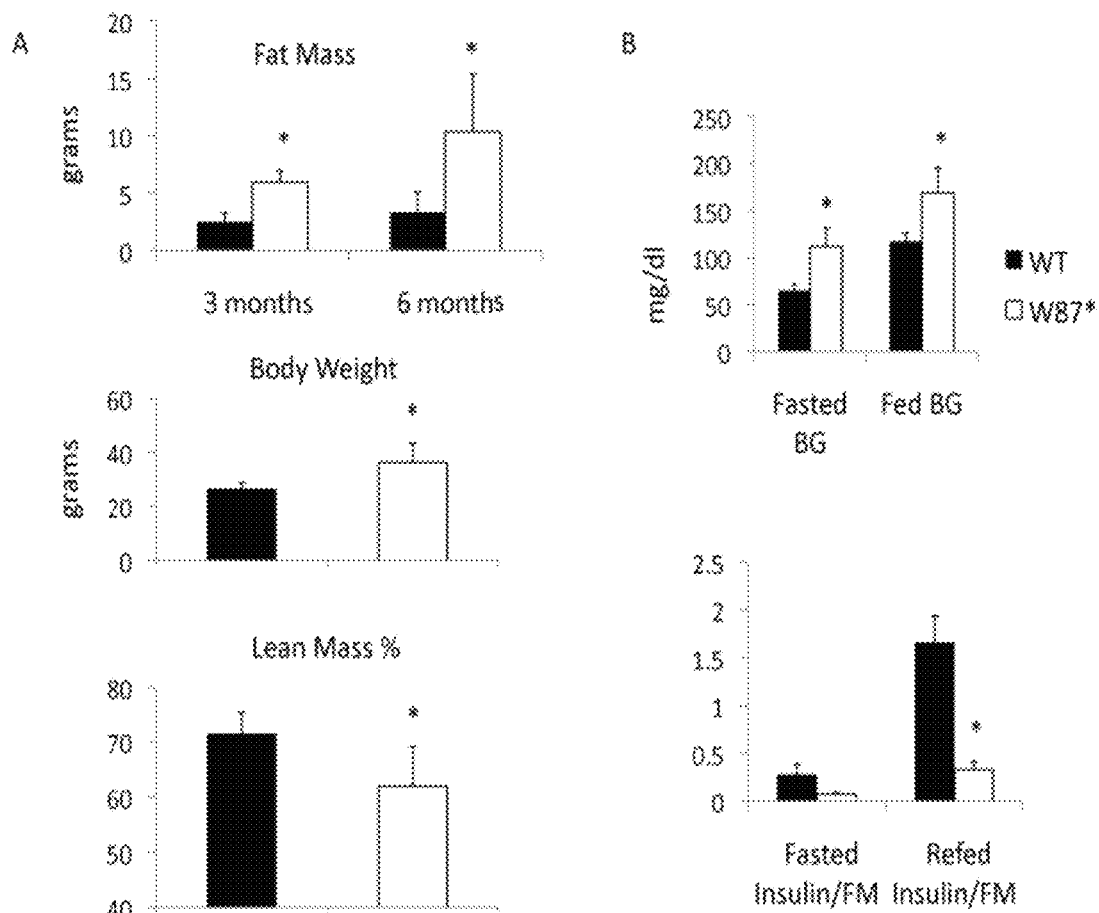 A
Fat Mass
20
15
10
5
0
grams
*
*
3 months
6 months
Body Weight
60
40
20
0
grams
*
Lean Mass %
80
70
60
50
40
*
B
250
200
150
100
50
0
mg/dl
*
*
Fasted
BG
Fed BG
WT
W87*
2.5
2
1.5
1
0.5
0
*
Fasted
Insulin/FM
Refed
Insulin/FM